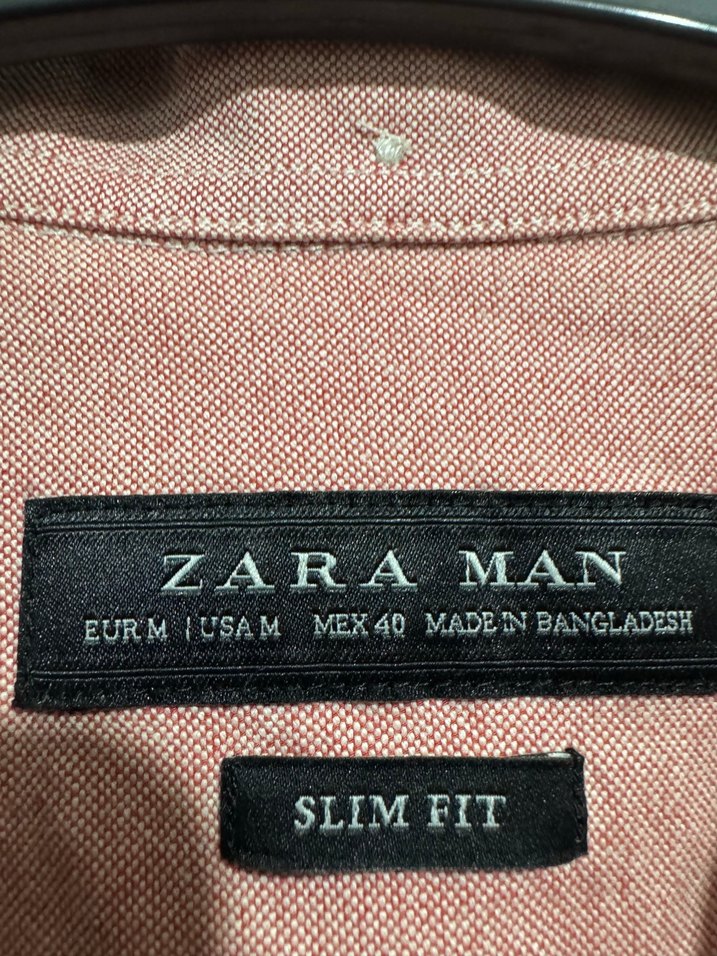 ZARA MAN
EUR M | USA M MEX 40 MADE IN BANGLADESH
SLIM FIT